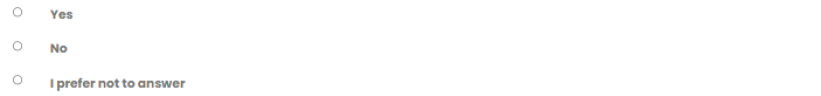 Yes
No
I prefer not to answer